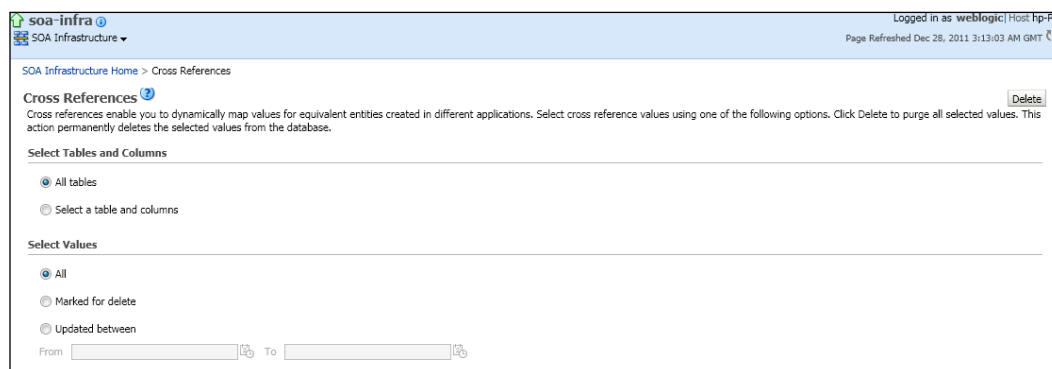 soa-infra
Logged in as weblogic| Host hp-P
SOA Infrastructure
Page Refreshed Dec 28, 2011 3:13:03 AM GMT
SOA Infrastructure Home > Cross References
Cross References
Delete
Cross references enable you to dynamically map values for equivalent entities created in different applications. Select cross reference values using one of the following options. Click Delete to purge all selected values. This
action permanently deletes the selected values from the database.
Select Tables and Columns
All tables
Select a table and columns
Select Values
All
Marked for delete
Updated between
From To